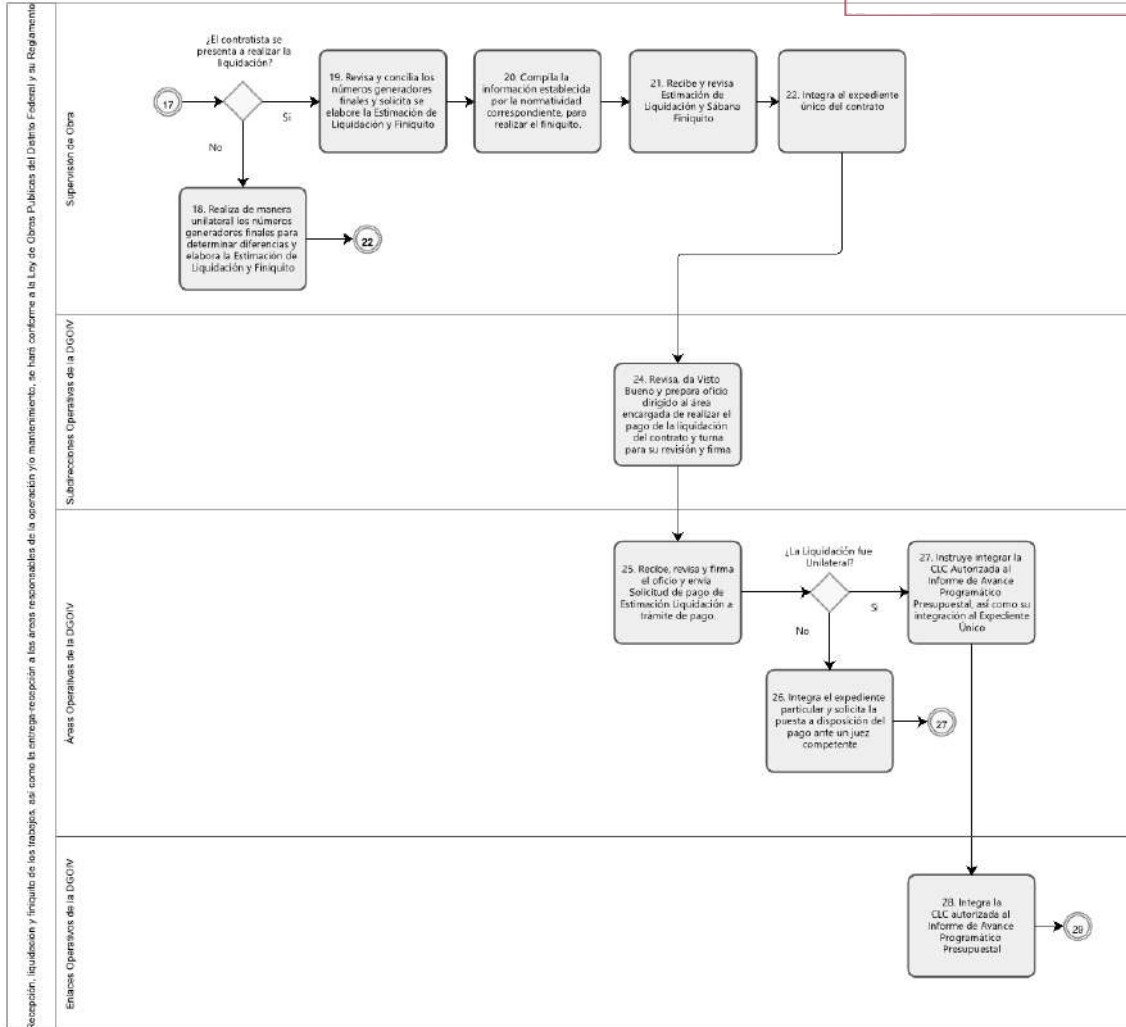 Recepción, liquidación y finiquito de los trabajos, así como la entrega-recepción a las áreas responsables de la operación y/o mantenimiento, se hará conforme a la Ley de Obras Públicas del Distrito Federal y su Reglamento
Supervisión de Obra
¿El contratista se
presenta a realizar la
liquidación?
17
Si
No
19. Revisa y concilia los
números generadores
finales y solicita se
elabore la Estimación de
Liquidación y Finiquito
20. Compila la
información establecida
por la normatividad
correspondiente, para
realizar el finiquito.
21. Recibe y revisa
Estimación de
Liquidación y Sábana
Finiquito
22. Integra el expediente
único del contrato
18. Realiza de manera
unilateral los números
generadores finales para
determinar diferencias y
elabora la Estimación de
Liquidación y Finiquito
22
Subdirecciones Operativas de la DGOIV
24. Revisa, da Visto
Bueno y prepara oficio
dirigido al área
encargada de realizar el
pago de la liquidación
del contrato y turna
para su revisión y firma
Áreas Operativas de la DGOIV
25. Recibe, revisa y firma
el oficio y envía
Solicitud de pago de
Estimación Liquidación a
trámite de pago.
¿La Liquidación fue
Unilateral?
Si
No
27. Instruye integrar la
CLC Autorizada al
Informe de Avance
Programático
Presupuestal, así como su
integración al Expediente
Único
26. Integra el expediente
particular y solicita la
puesta a disposición del
pago ante un juez
competente
27
Enlaces Operativos de la DGOIV
28. Integra la
CLC autorizada al
Informe de Avance
Programático
Presupuestal
29